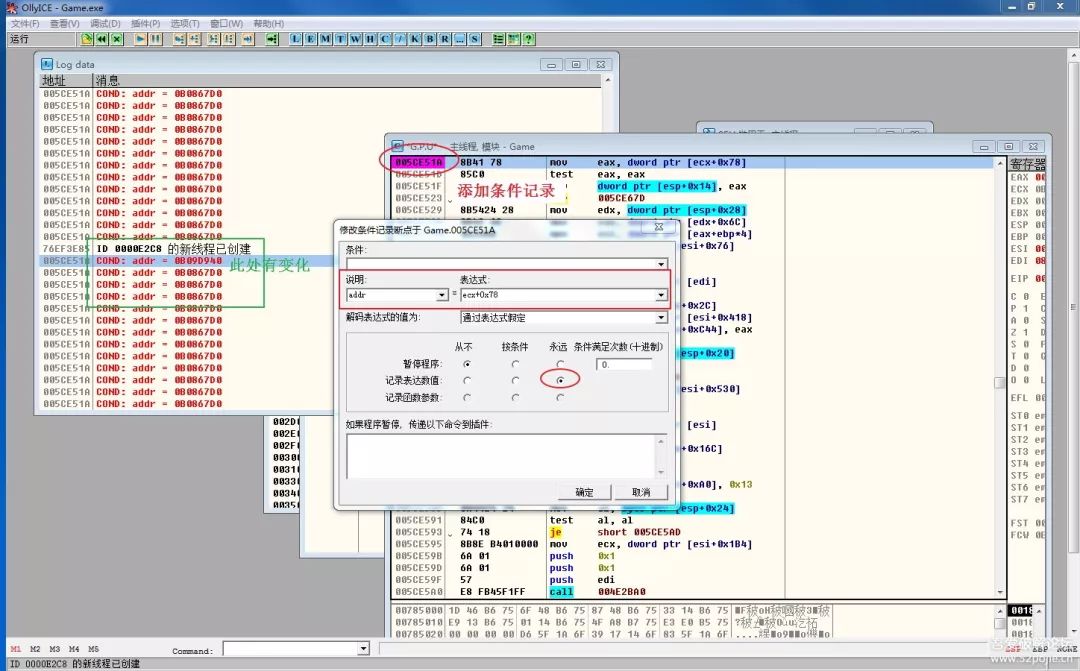 OllyICE - Game.exe
文件(F) 查看(V) 调试(D) 插件(P) 选项(T) 窗口(W) 帮助(H)
运行
L E M T W H C / K B R ... S
Log data
地址 消息
005CE51A COND: addr = 0B0867D0
005CE51A COND: addr = 0B0867D0
005CE51A COND: addr = 0B0867D0
005CE51A COND: addr = 0B0867D0
005CE51A COND: addr = 0B0867D0
005CE51A COND: addr = 0B0867D0
005CE51A COND: addr = 0B0867D0
005CE51A COND: addr = 0B0867D0
005CE51A COND: addr = 0B0867D0
005CE51A COND: addr = 0B0867D0
005CE51A COND: addr = 0B0867D0
005CE51A COND: addr = 0B0867D0
005CE51A COND: addr = 0B0867D0
76EF3E85 ID 0000E2C8 的新线程已创建
005CE51A COND: addr = 0B09D940
此处有变化
005CE51A COND: addr = 0B0867D0
005CE51A COND: addr = 0B0867D0
005CE51A COND: addr = 0B0867D0
005CE51A COND: addr = 0B0867D0
005CE51A COND: addr = 0B0867D0
005CE51A COND: addr = 0B0867D0
005CE51A COND: addr = 0B0867D0
005CE51A COND: addr = 0B0867D0
005CE51A COND: addr = 0B0867D0
005CE51A COND: addr = 0B0867D0
005CE51A COND: addr = 0B0867D0
005CE51A COND: addr = 0B0867D0
*G.P.U* - 主线程, 模块 - Game
005CE51A 8B41 78 mov eax, dword ptr [ecx+0x78]
005CE51D 85C0 test eax, eax
005CE51F dword ptr [esp+0x14], eax
005CE523 005CE67D
添加条件记录
005CE529 8B5424 28 mov edx, dword ptr [esp+0x28]
[edx+0x6C]
[eax+ebp*4]
[esi+0x76]
[edi]
+0x2C]
[esi+0x418]
+0xC44], eax
esp+0x20]
esi+0x530]
[esi]
+0x16C]
+0xA0], 0x13
esp+0x24]
修改条件记录断点于 Game.005CE51A
条件:
说明: 表达式:
addr = ecx+0x78
解码表达式的值为: 通过表达式假定
从不 按条件 永远 条件满足次数(十进制)
暂停程序: 0.
记录表达数值:
记录函数参数:
如果程序暂停, 传递以下命令到插件:
确定 取消
005CE591 84C0 test al, al
005CE593 74 18 je short 005CE5AD
005CE595 8B8E B4010000 mov ecx, dword ptr [esi+0x1B4]
005CE59B 6A 01 push 0x1
005CE59D 6A 01 push 0x1
005CE59F 57 push edi
005CE5A0 E8 FB45F1FF call 004E2BA0
寄存器
EAX
ECX
EDX
EBX
ESP
EBP
ESI
EDI
EIP
C 0
P 1
A 0
Z 1
S 0
T 0
D 0
O 0
EFL
ST0
ST1
ST2
ST3
ST4
ST5
ST6
ST7
FST
FCW
00785000 1D 46 B6 75 6F 48 B6 75 87 48 B6 75 33 14 B6 75
00785010 E9 13 B6 75 01 14 B6 75 4F A8 B7 75 E3 E0 B5 75
00785020 00 00 00 00 D6 5F 1A 6F 39 17 14 6F 83 5F 1A 6F
M1 M2 M3 M4 M5 Command:
ESP EBP NONE
ID 0000E2C8 的新线程已创建
www.52pojie.cn